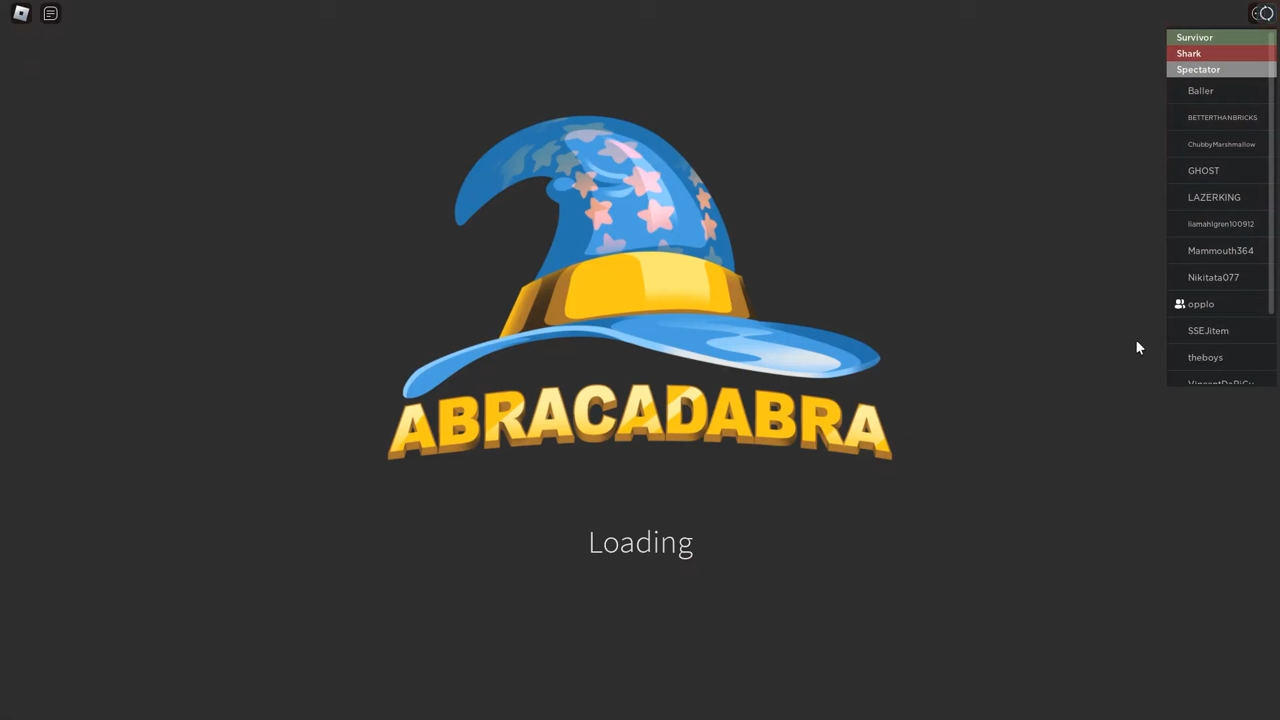 Survivor
Shark
Spectator
Baller
BETTERTHANBRICKS
ChubbyMarshmallow
GHOST
LAZERKING
liamahlgren100912
Mammouth364
Nikitata077
opplo
SSEJitem
theboys
ABRACADABRA
Loading